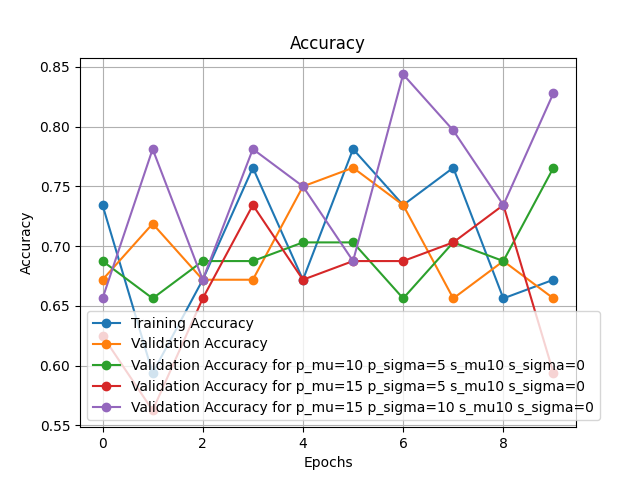 Accuracy
0.85
0.80
0.75
0.70
0.65
0.60
0.55
Accuracy
Training Accuracy
Validation Accuracy
Validation Accuracy for p_mu=10 p_sigma=5 s_mu10 s_sigma=0
Validation Accuracy for p_mu=15 p_sigma=5 s_mu10 s_sigma=0
Validation Accuracy for p_mu=15 p_sigma=10 s_mu10 s_sigma=0
0 2 4 6 8
Epochs